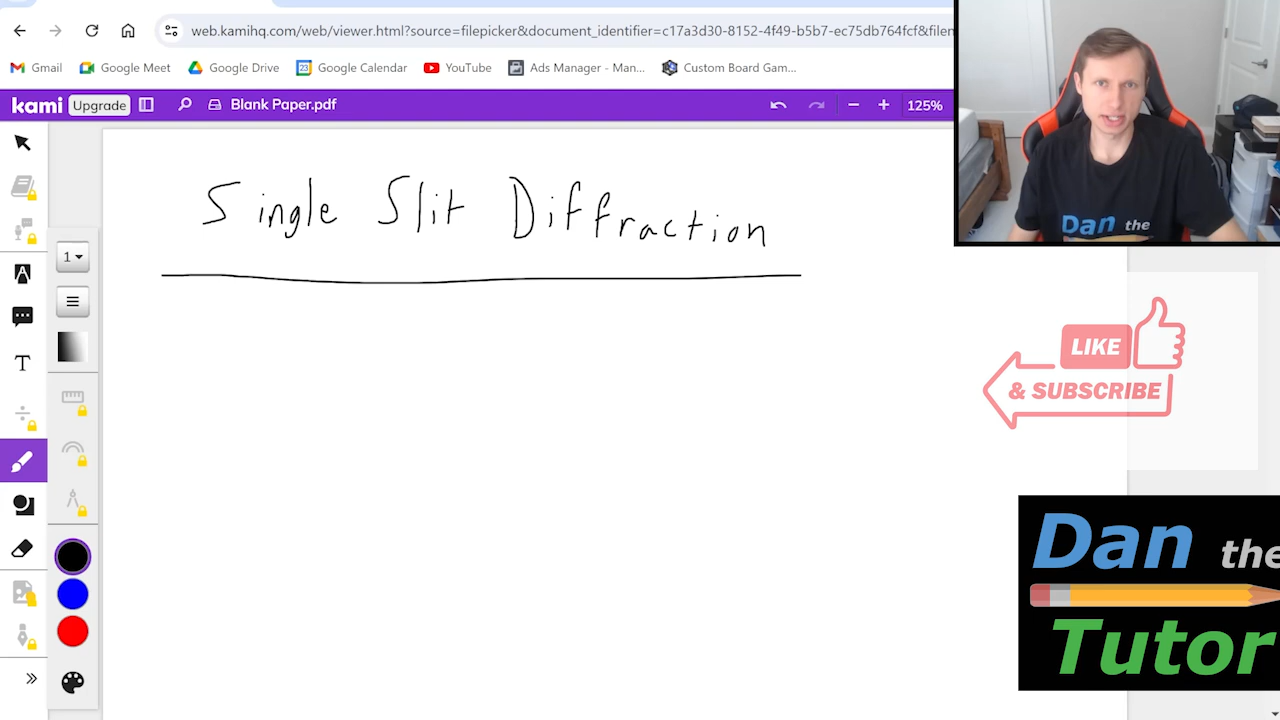 web.kamihq.com/web/viewer.html?source=filepicker&document_identifier=c17a3d30-8152-4f49-b5b7-ec75db764fcf&filen
Gmail
Google Meet
Google Drive
23
Google Calendar
YouTube
Ads Manager - Man...
Custom Board Gam...
kami
Upgrade
Blank Paper.pdf
125%
Single Slit Diffraction
1
T
Dan the
LIKE
& SUBSCRIBE
Dan the
Tutor